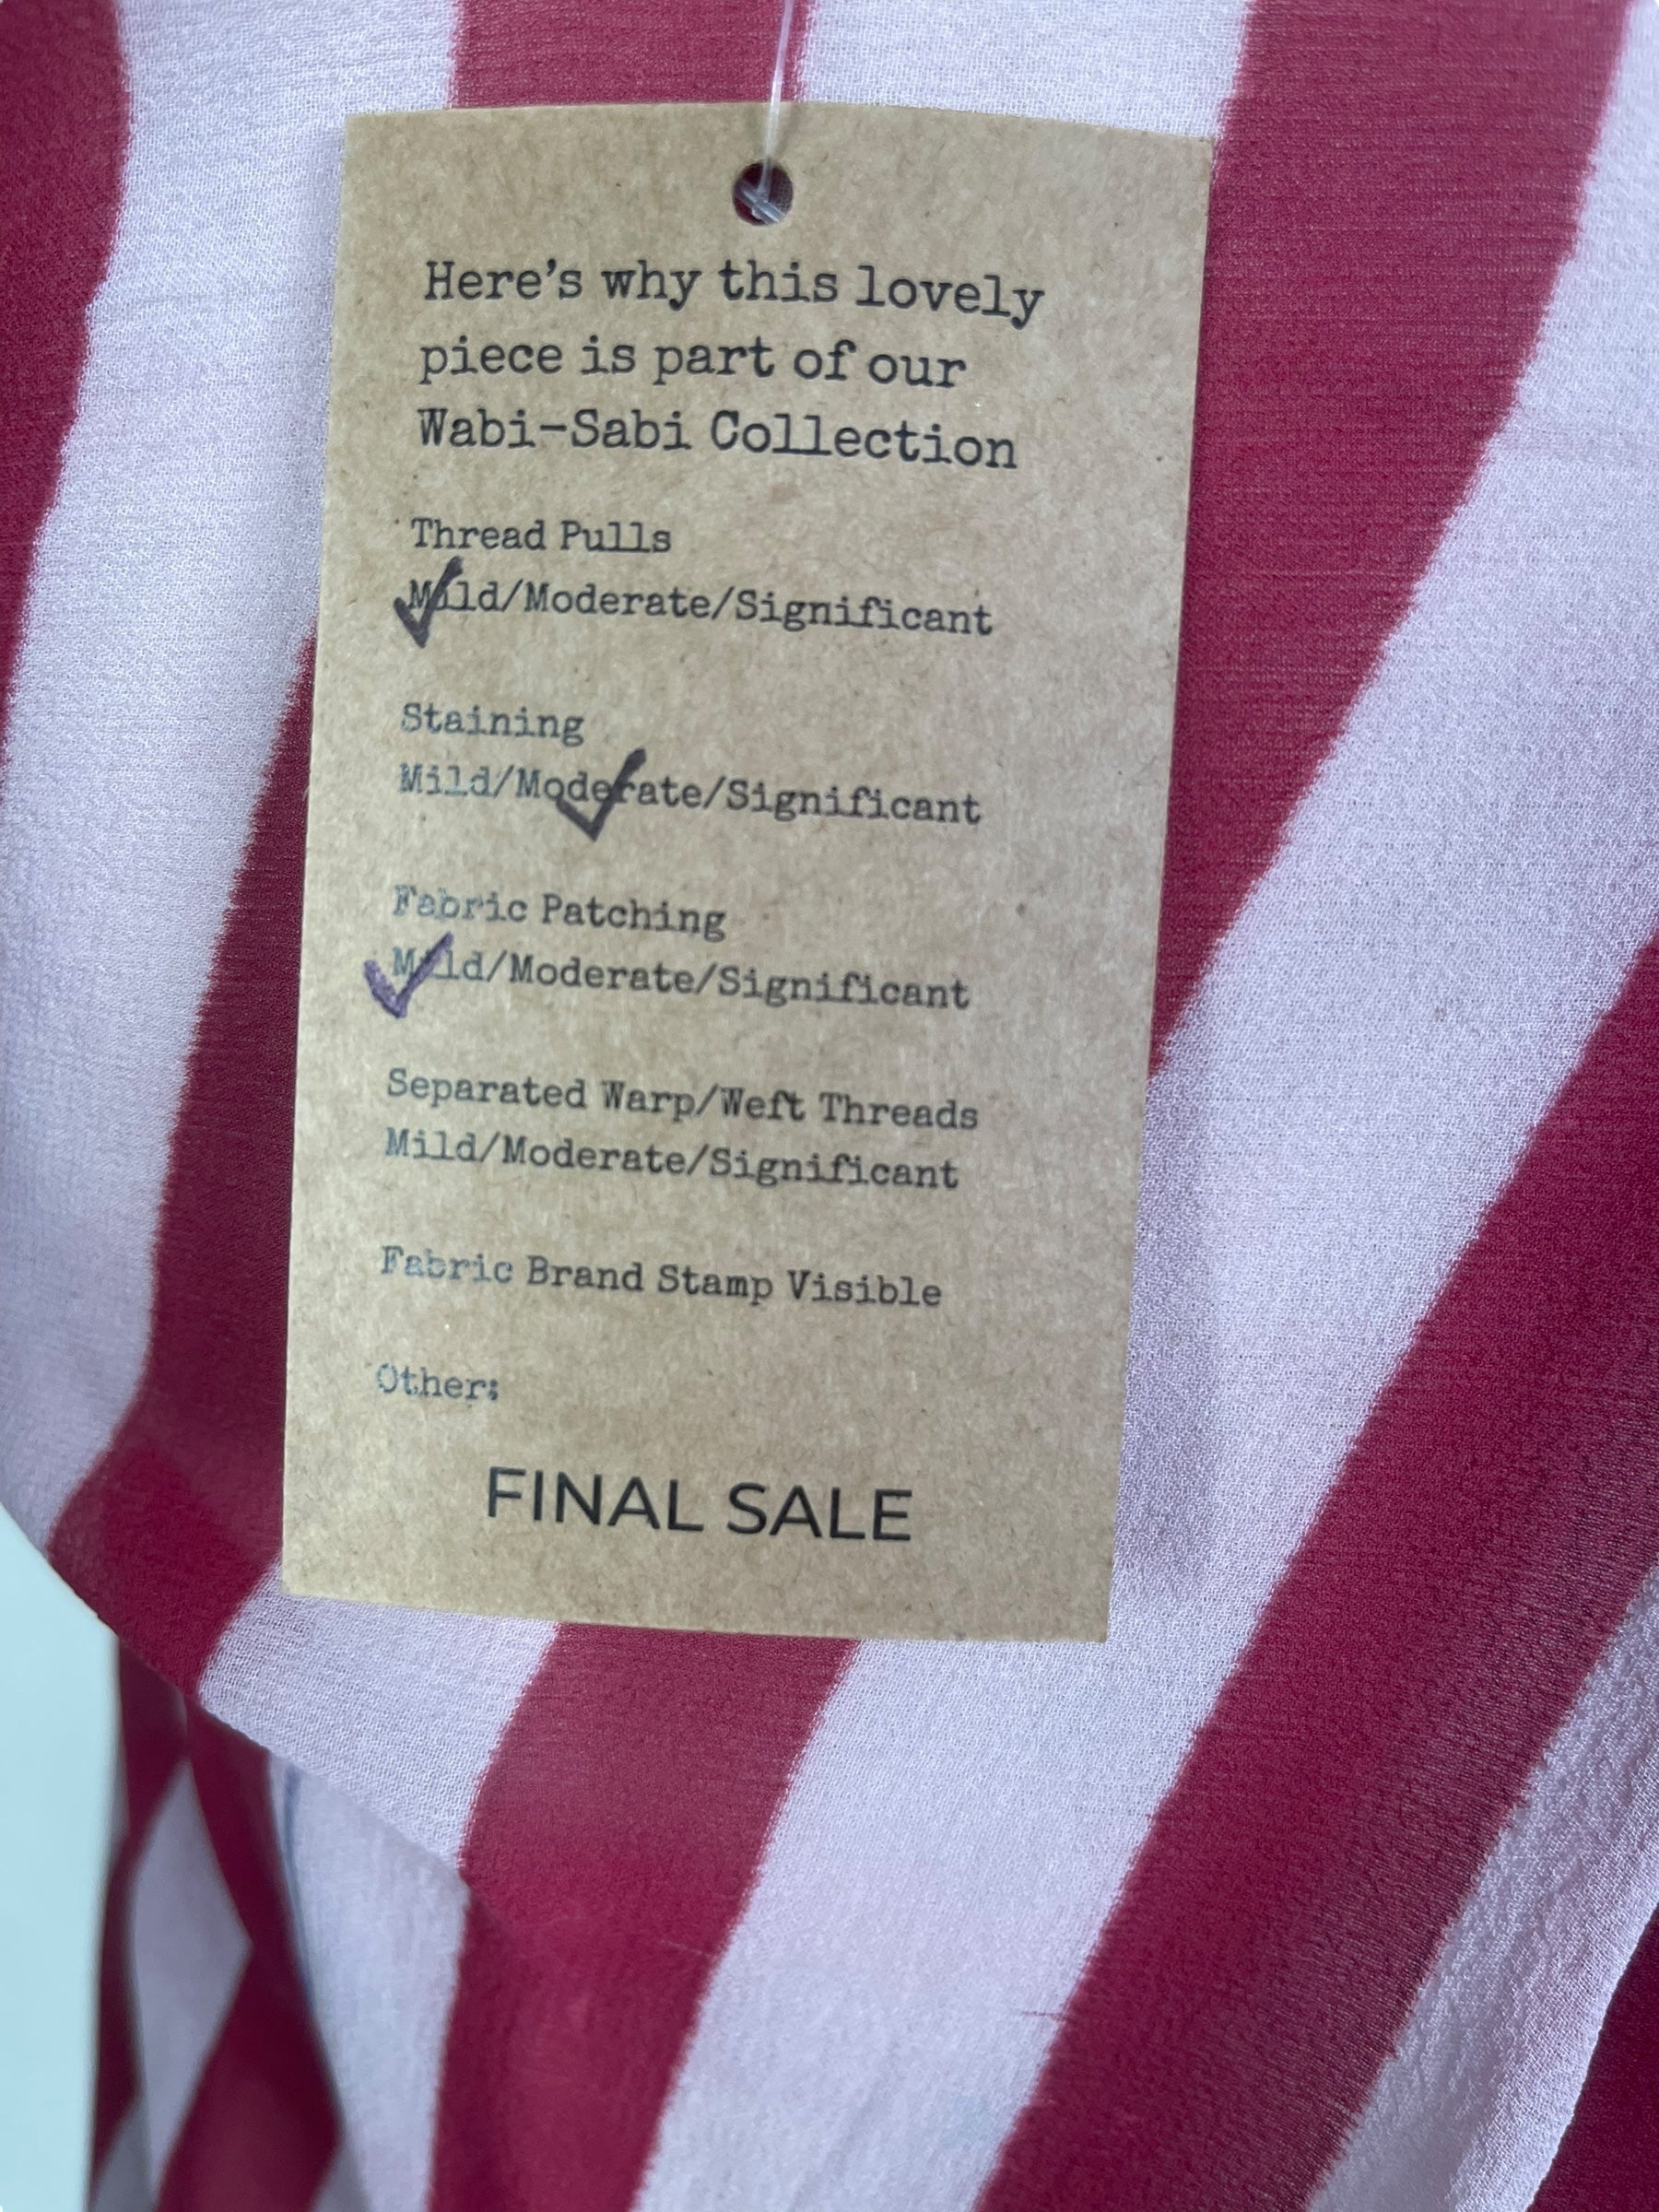 Here's why this lovely
piece is part of our
Wabi-Sabi Collection
Thread Pulls
Mild/Moderate/Significant
Staining
Mild/Moderate/Significant
Fabric Patching
Mild/Moderate/Significant
Separated Warp/Weft Threads
Mild/Moderate/Significant
Fabric Brand Stamp Visible
Other:
FINAL SALE